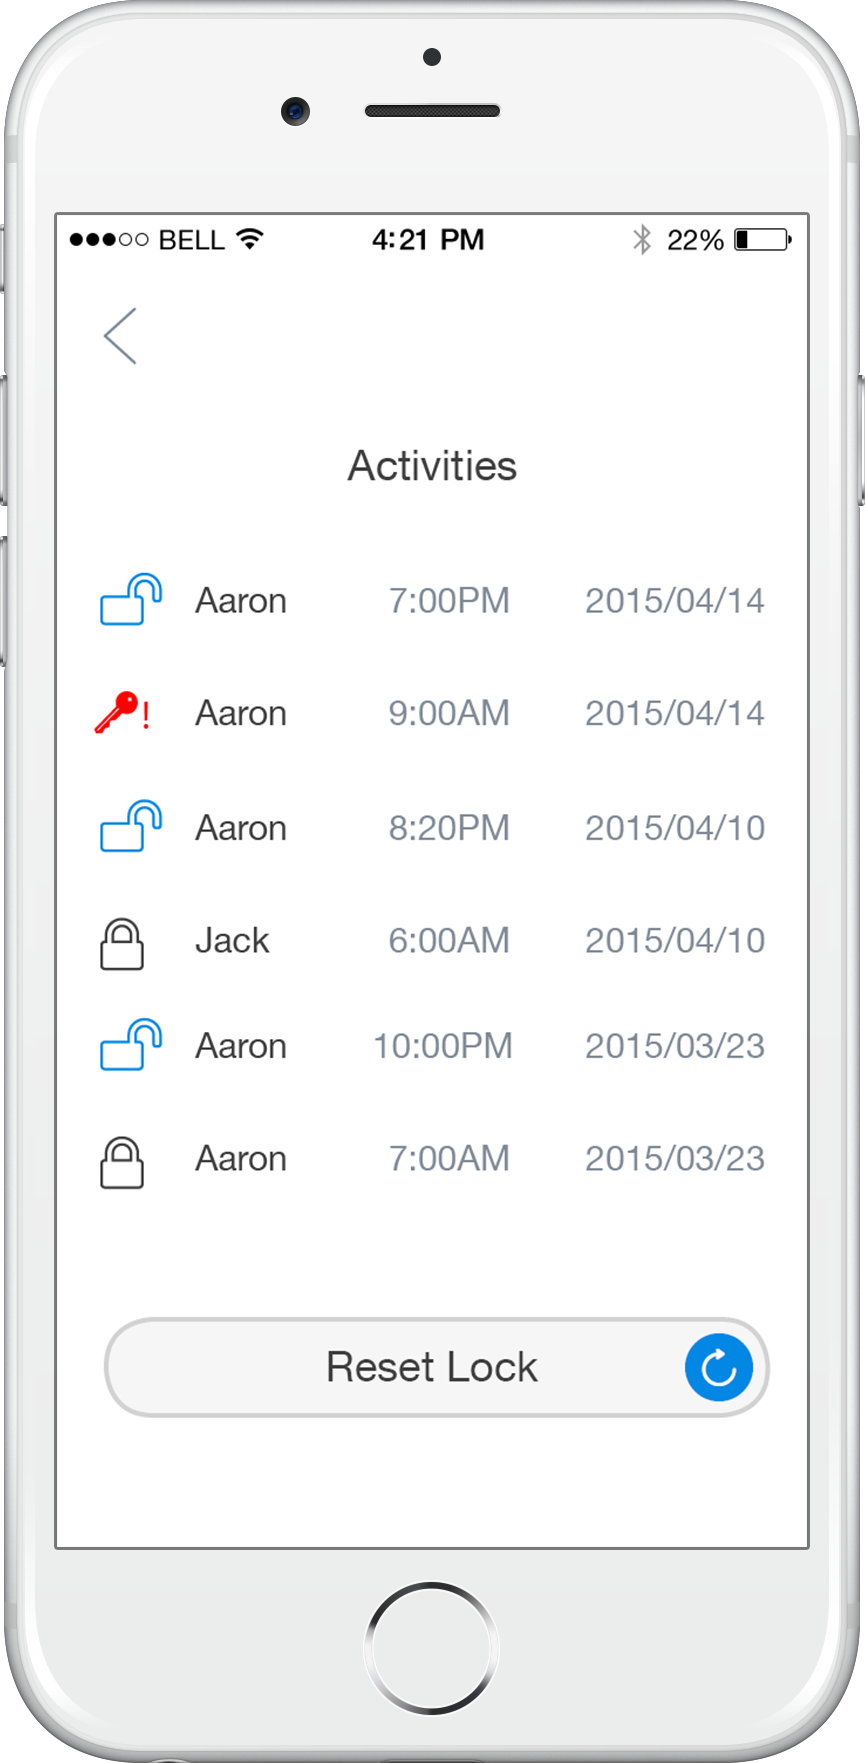 BELL 4:21 PM 22%
Activities
Aaron 7:00PM 2015/04/14
! Aaron 9:00AM 2015/04/14
Aaron 8:20PM 2015/04/10
Jack 6:00AM 2015/04/10
Aaron 10:00PM 2015/03/23
Aaron 7:00AM 2015/03/23
Reset Lock